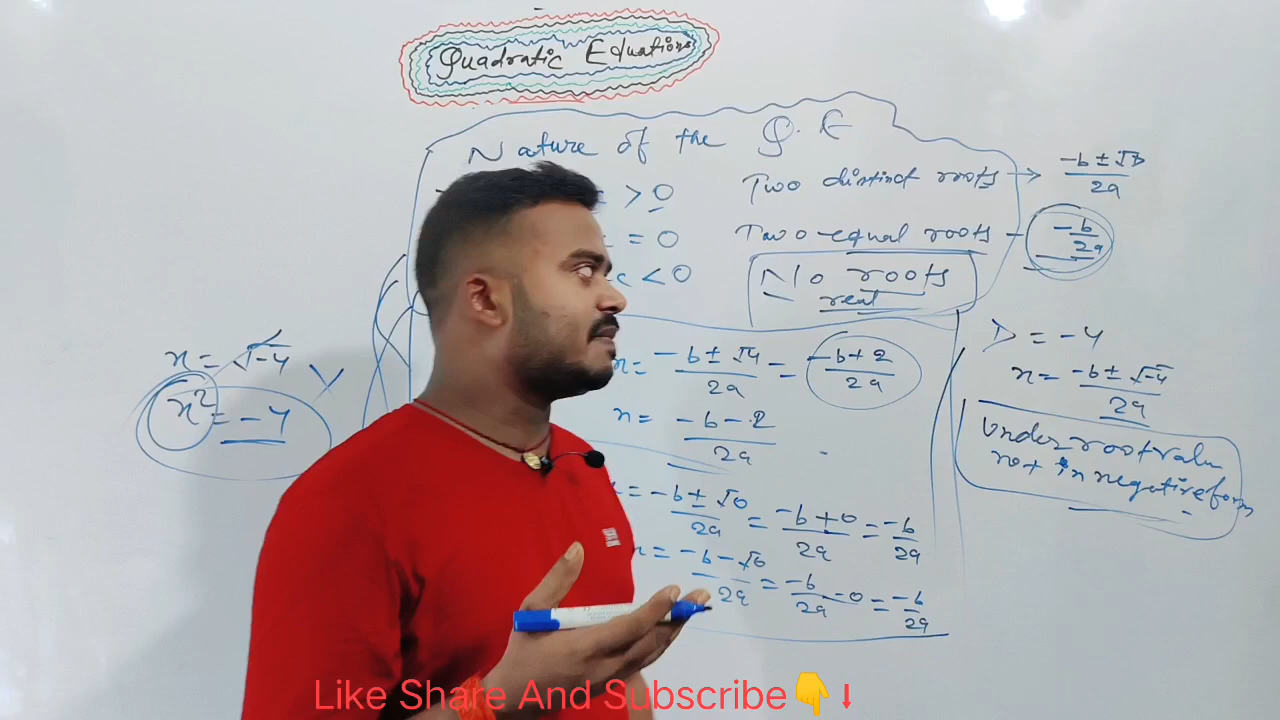 Quadratic Equations
Nature of the Q.E
> 0 Two distinct roots → -b ± √D / 2a
= 0 Two equal roots - -b / 2a
c < 0 No roots
real
x = √-4
x² = -4
x = -b ± √4 / 2a = -b + 2 / 2a
x = -b - 2 / 2a
= -b ± √0 / 2a = -b + 0 / 2a = -b / 2a
x = -b - √0 / 2a = -b / 2a - 0 = -b / 2a
D = -4
x = -b ± √-4 / 2a
Under root valu
not in negative form
Like Share And Subscribe👇⬇